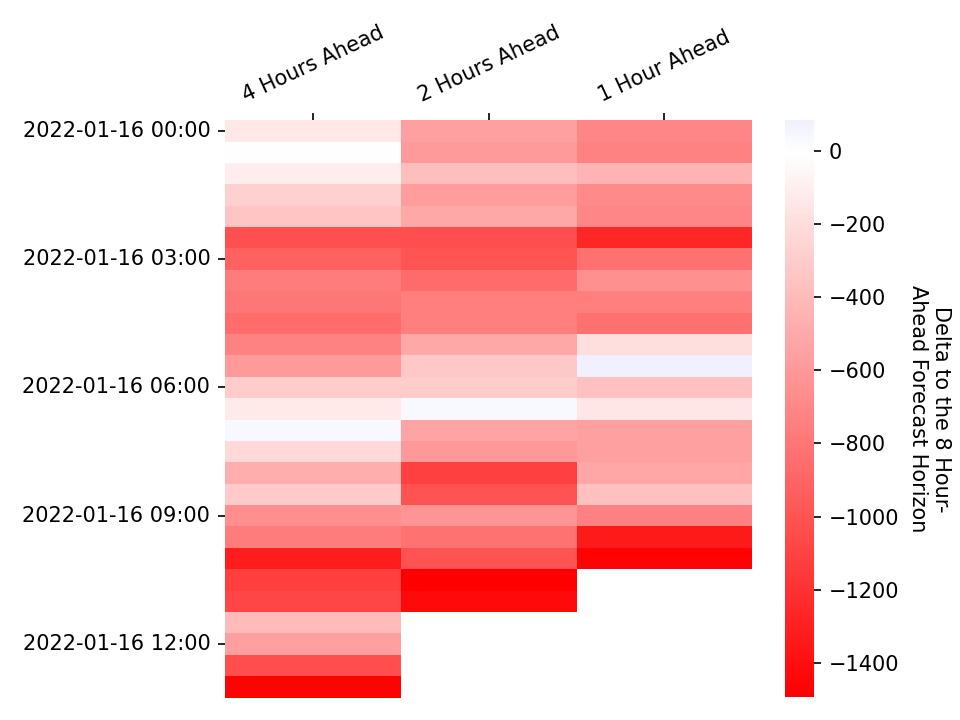 4 Hours Ahead
2 Hours Ahead
1 Hour Ahead
2022-01-16 00:00
2022-01-16 03:00
2022-01-16 06:00
2022-01-16 09:00
2022-01-16 12:00
0
−200
−400
−600
−800
−1000
−1200
−1400
Delta to the 8 Hour-
Ahead Forecast Horizon